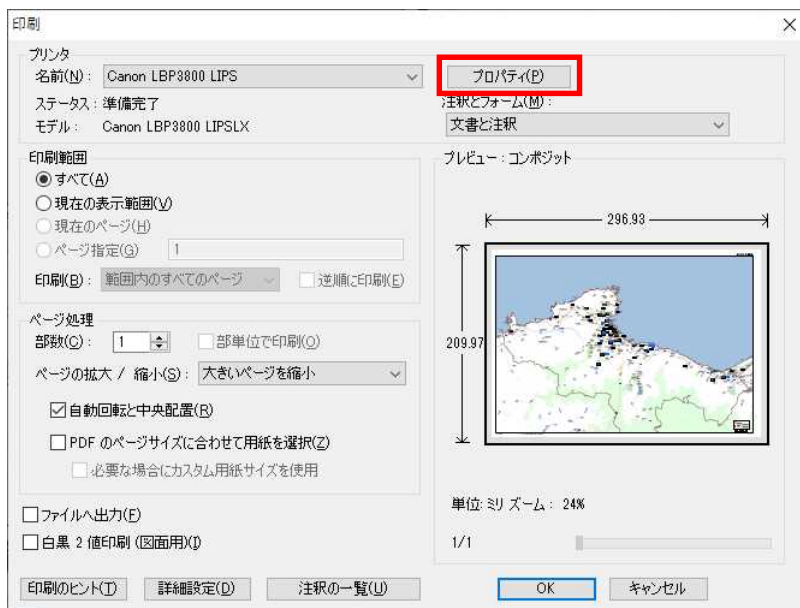 印刷
プリンタ
名前(N): Canon LBP3800 LIPS
プロパティ(P)
ステータス: 準備完了
注釈とフォーム(M):
モデル: Canon LBP3800 LIPSLX
文書と注釈
印刷範囲
すべて(A)
現在の表示範囲(V)
現在のページ(H)
ページ指定(G) 1
印刷(B): 範囲内のすべてのページ 逆順に印刷(E)
ページ処理
部数(C): 1 部単位で印刷(O)
ページの拡大 / 縮小(S): 大きいページを縮小
自動回転と中央配置(R)
PDF のページサイズに合わせて用紙を選択(Z)
必要な場合にカスタム用紙サイズを使用
ファイルへ出力(F)
白黒 2 値印刷 (図面用)(I)
プレビュー: コンポジット
296.93
209.97
単位: ミリ ズーム: 24%
1/1
印刷のヒント(T) 詳細設定(D) 注釈の一覧(U) OK キャンセル